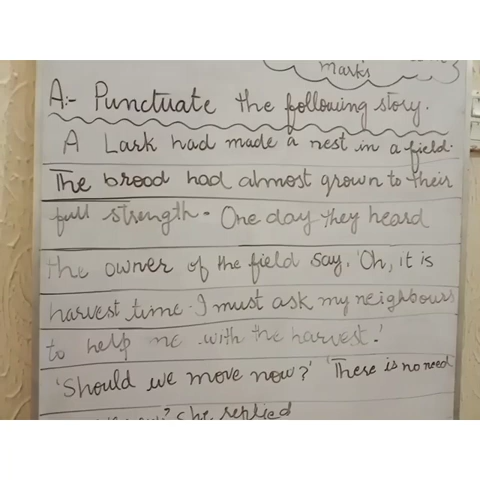 marks
A:- Punctuate the following story.
A Lark had made a nest in a field.
The brood had almost grown to their
full strength. One day they heard
the owner of the field say, 'Oh, it is
harvest time. I must ask my neighbours
to help me with the harvest.'
'Should we move now?' 'There is no need
she replied